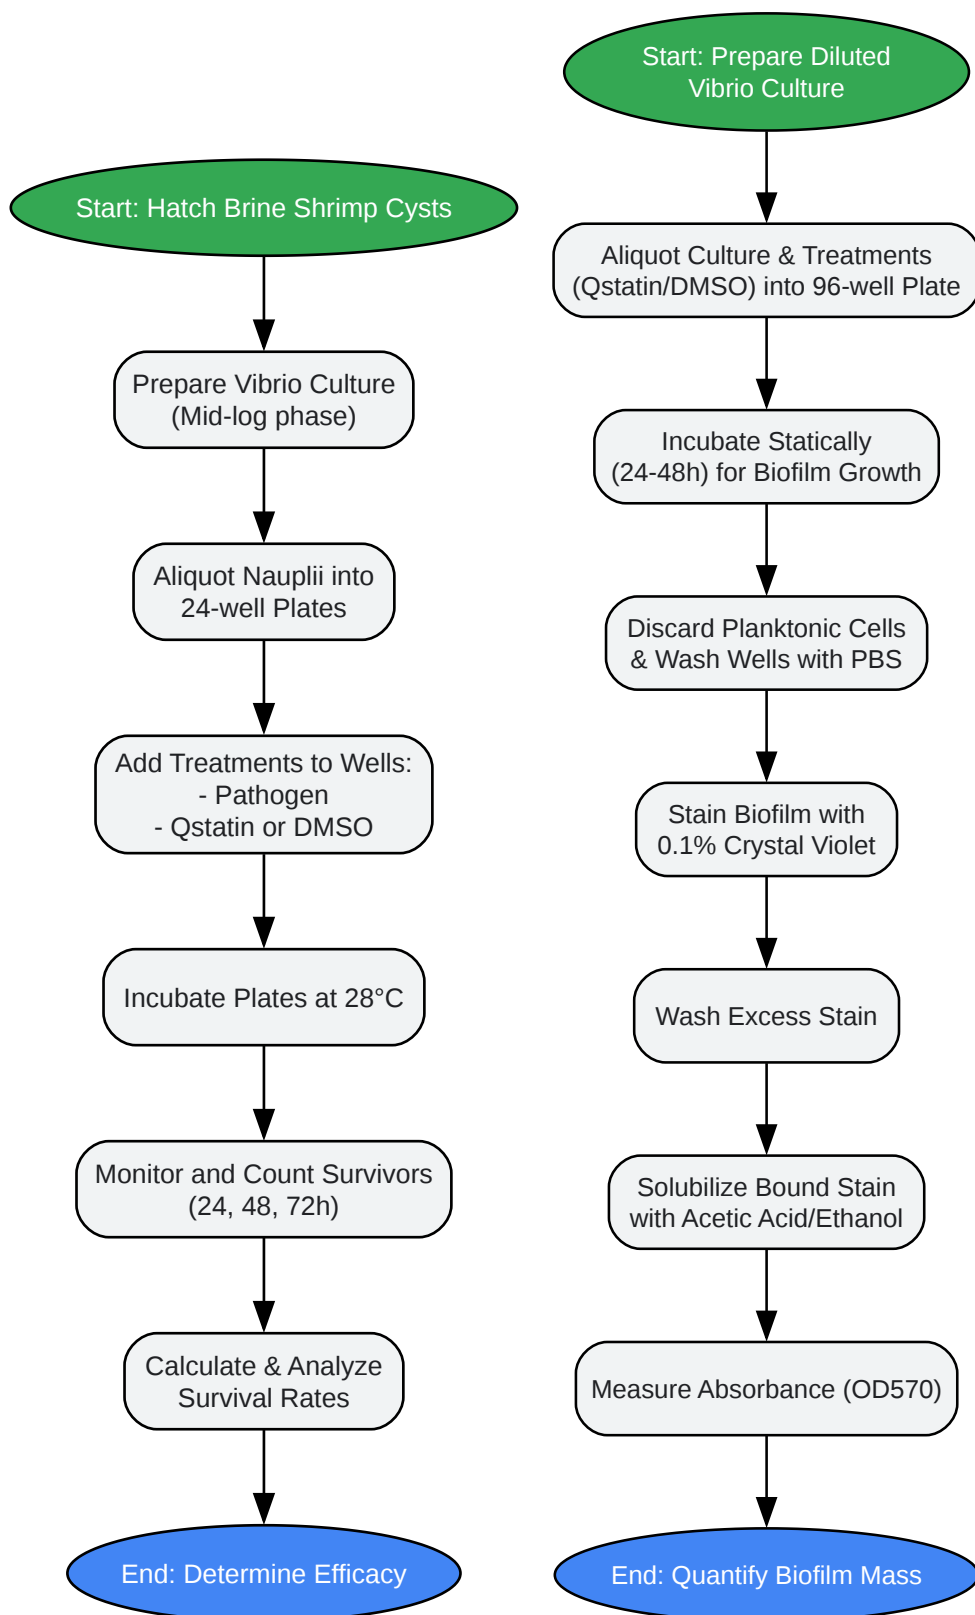 Start: Hatch Brine Shrimp Cysts
Prepare Vibrio Culture
(Mid-log phase)
Aliquot Nauplii into
24-well Plates
Add Treatments to Wells:
- Pathogen
- Qstatin or DMSO
Incubate Plates at 28°C
Monitor and Count Survivors
(24, 48, 72h)
Calculate & Analyze
Survival Rates
End: Determine Efficacy
Start: Prepare Diluted
Vibrio Culture
Aliquot Culture & Treatments
(Qstatin/DMSO) into 96-well Plate
Incubate Statically
(24-48h) for Biofilm Growth
Discard Planktonic Cells
& Wash Wells with PBS
Stain Biofilm with
0.1% Crystal Violet
Wash Excess Stain
Solubilize Bound Stain
with Acetic Acid/Ethanol
Measure Absorbance (OD570)
End: Quantify Biofilm Mass